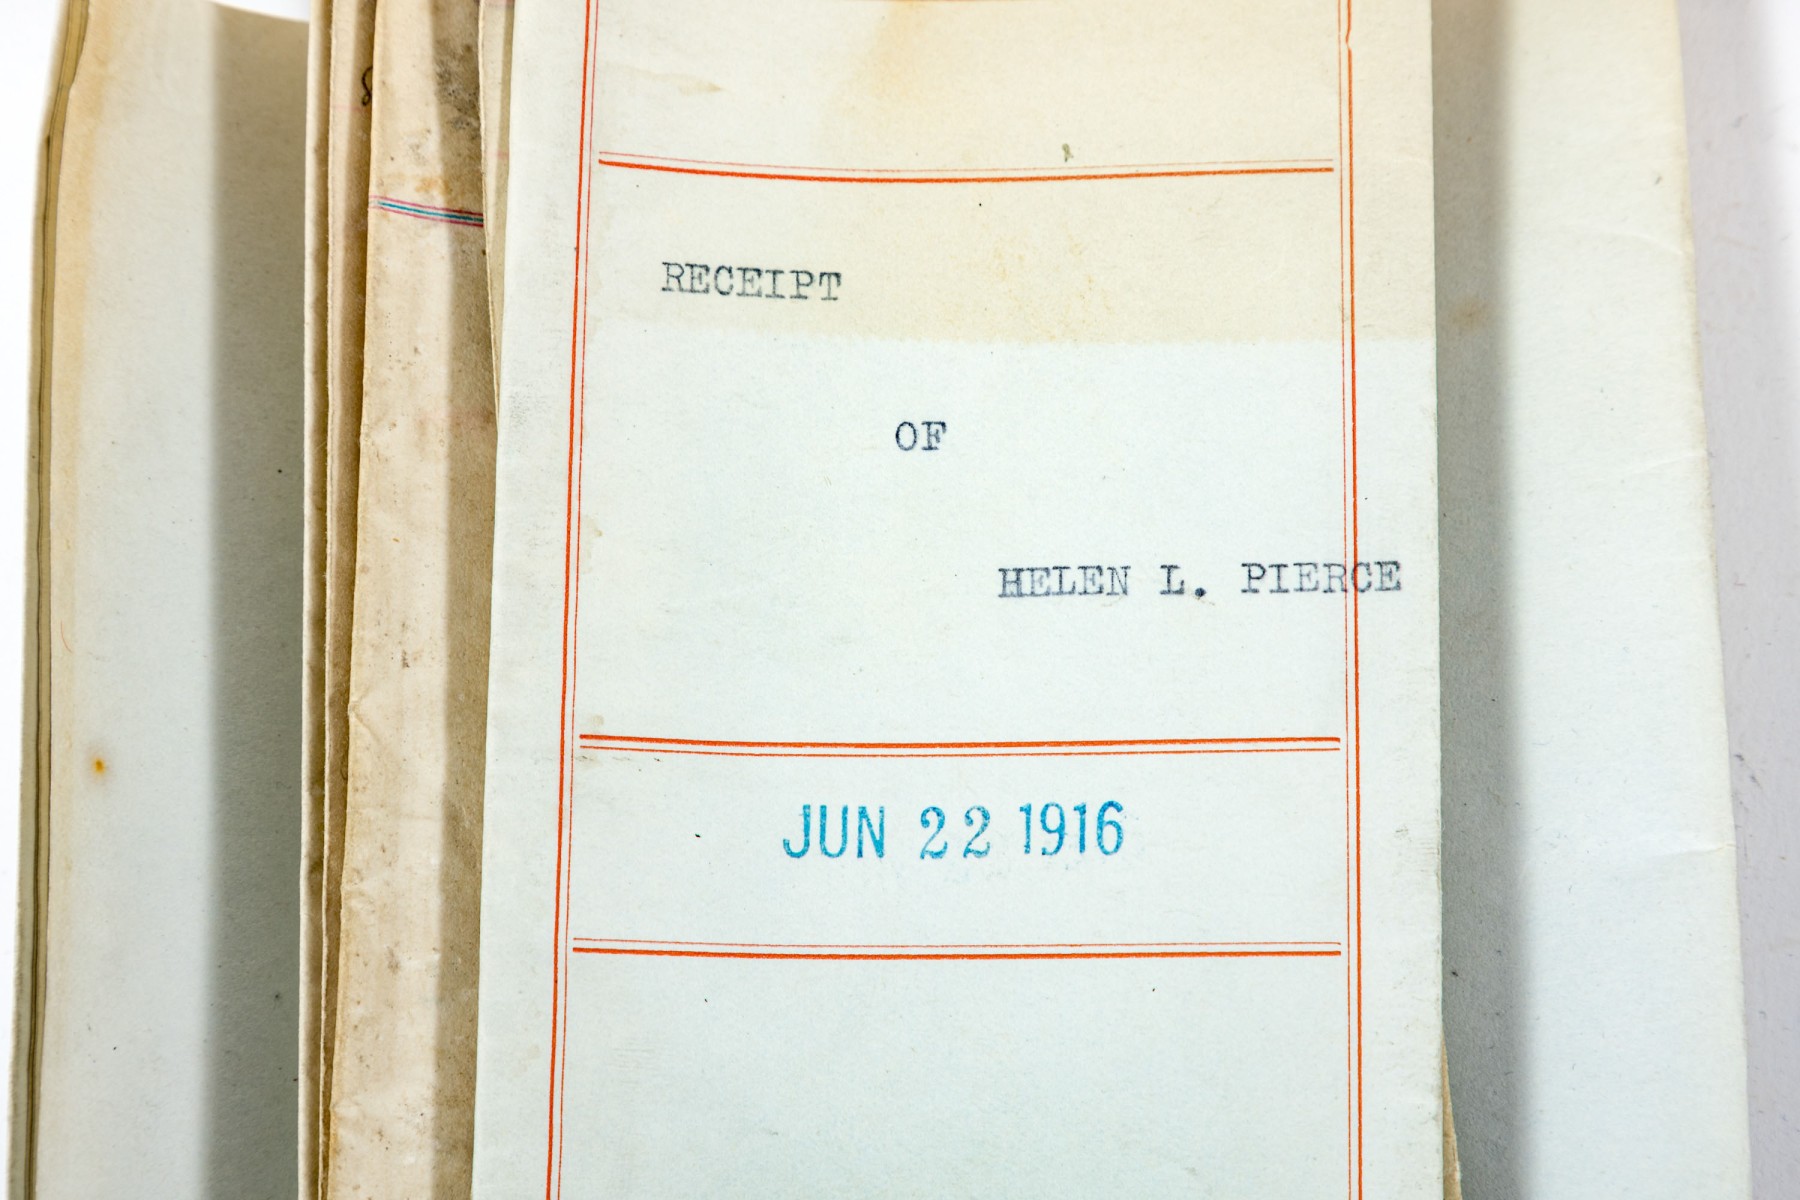 RECEIPT
OF
HELEN L. PIERCE
JUN 22 1916